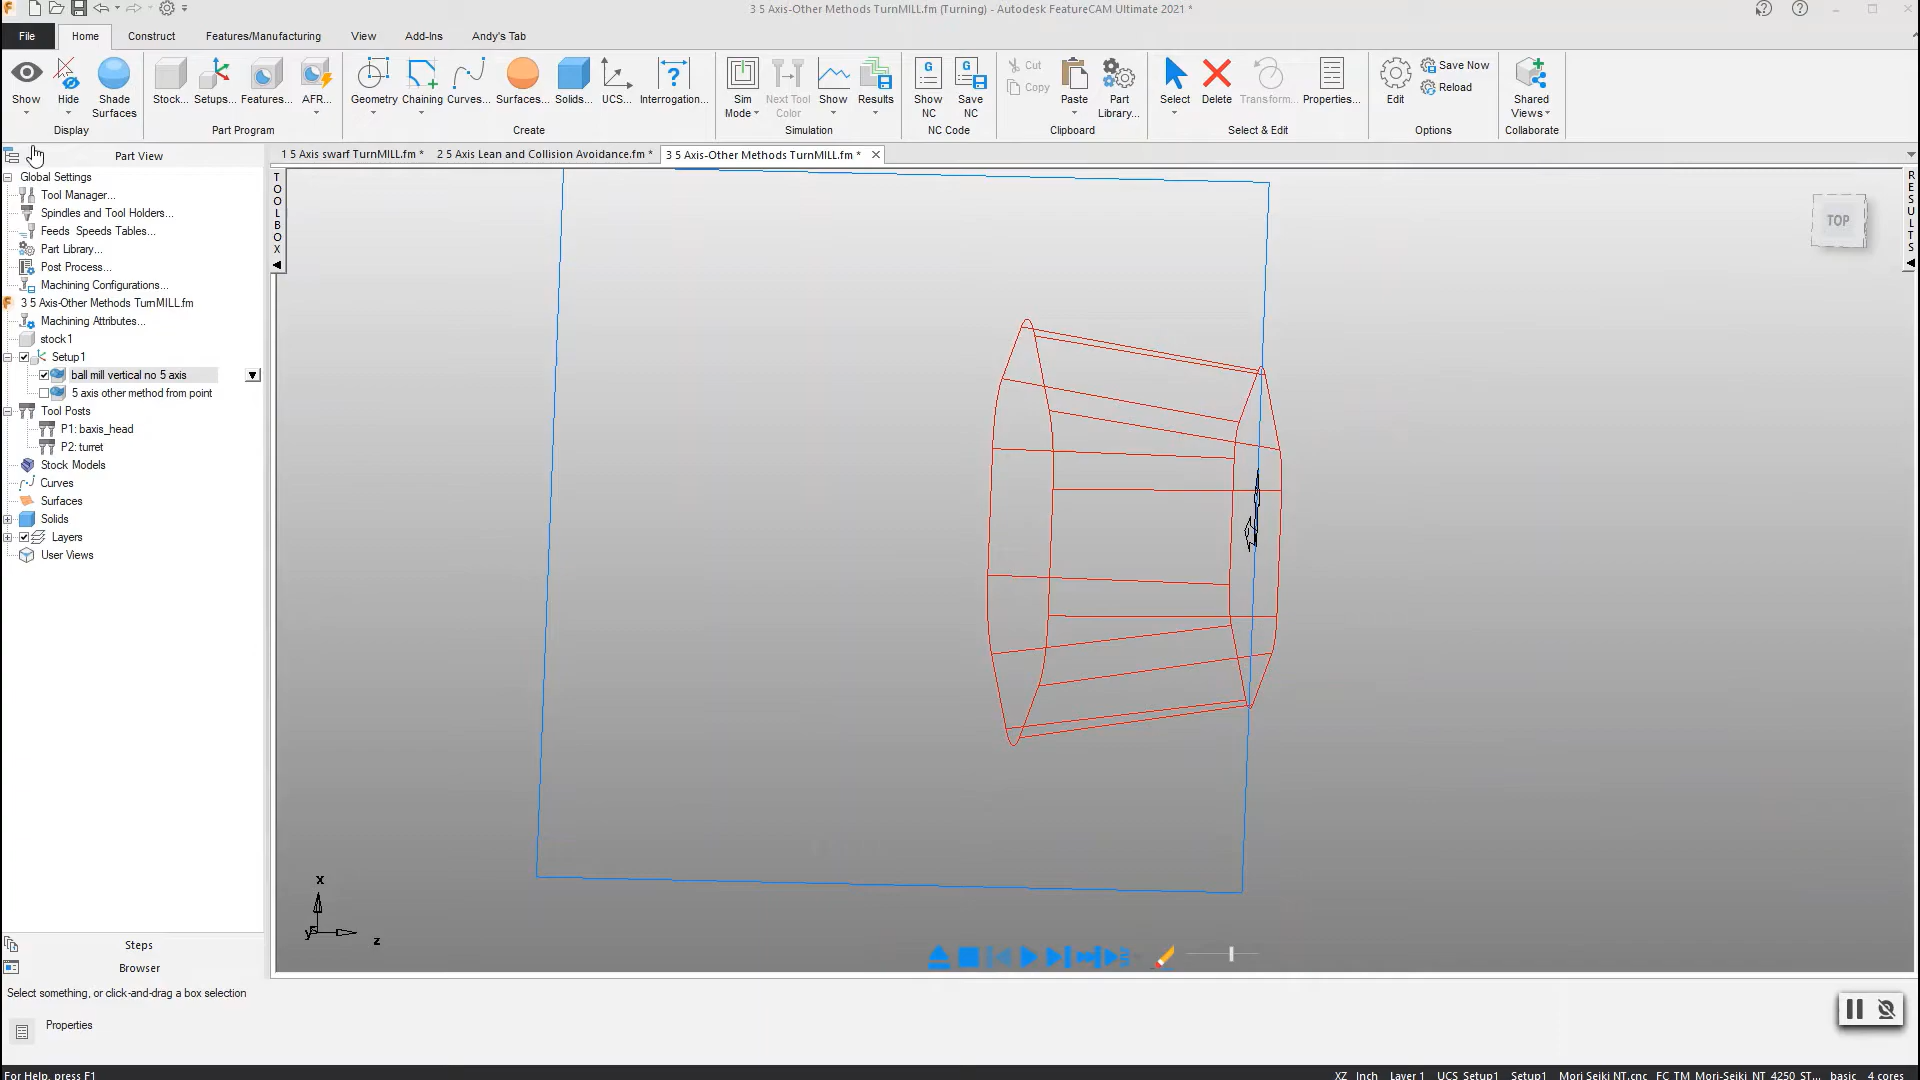 3 5 Axis-Other Methods TurnMILL.fm (Turning) - Autodesk FeatureCAM Ultimate 2021 *
File Home Construct Features/Manufacturing View Add-Ins Andy's Tab
Show Hide Shade Surfaces Stock... Setups... Features... AFR... Geometry Chaining Curves... Surfaces... Solids... UCS... Interrogation... Sim Mode Next Tool Color Show Results Show NC Save NC Cut Copy Paste Part Library... Select Delete Transform... Properties... Edit Save Now Reload Shared Views
Display Part Program Create Simulation NC Code Clipboard Select & Edit Options Collaborate
Part View
1 5 Axis swarf TurnMILL.fm * 2 5 Axis Lean and Collision Avoidance.fm * 3 5 Axis-Other Methods TurnMILL.fm *
Global Settings
Tool Manager...
Spindles and Tool Holders...
Feeds Speeds Tables...
Part Library...
Post Process...
Machining Configurations...
3 5 Axis-Other Methods TurnMILL.fm
Machining Attributes...
stock1
Setup1
ball mill vertical no 5 axis
5 axis other method from point
Tool Posts
P1: baxis_head
P2: turret
Stock Models
Curves
Surfaces
Solids
Layers
User Views
TOOLBOX
RESULTS
TOP
x
y
z
Steps
Browser
Select something, or click-and-drag a box selection
Properties
For Help, press F1
XZ Inch Layer 1 UCS_Setup1 Setup1 Mori Seiki NT.cnc FC_TM_Mori-Seiki_NT_4250_ST... basic 4 cores